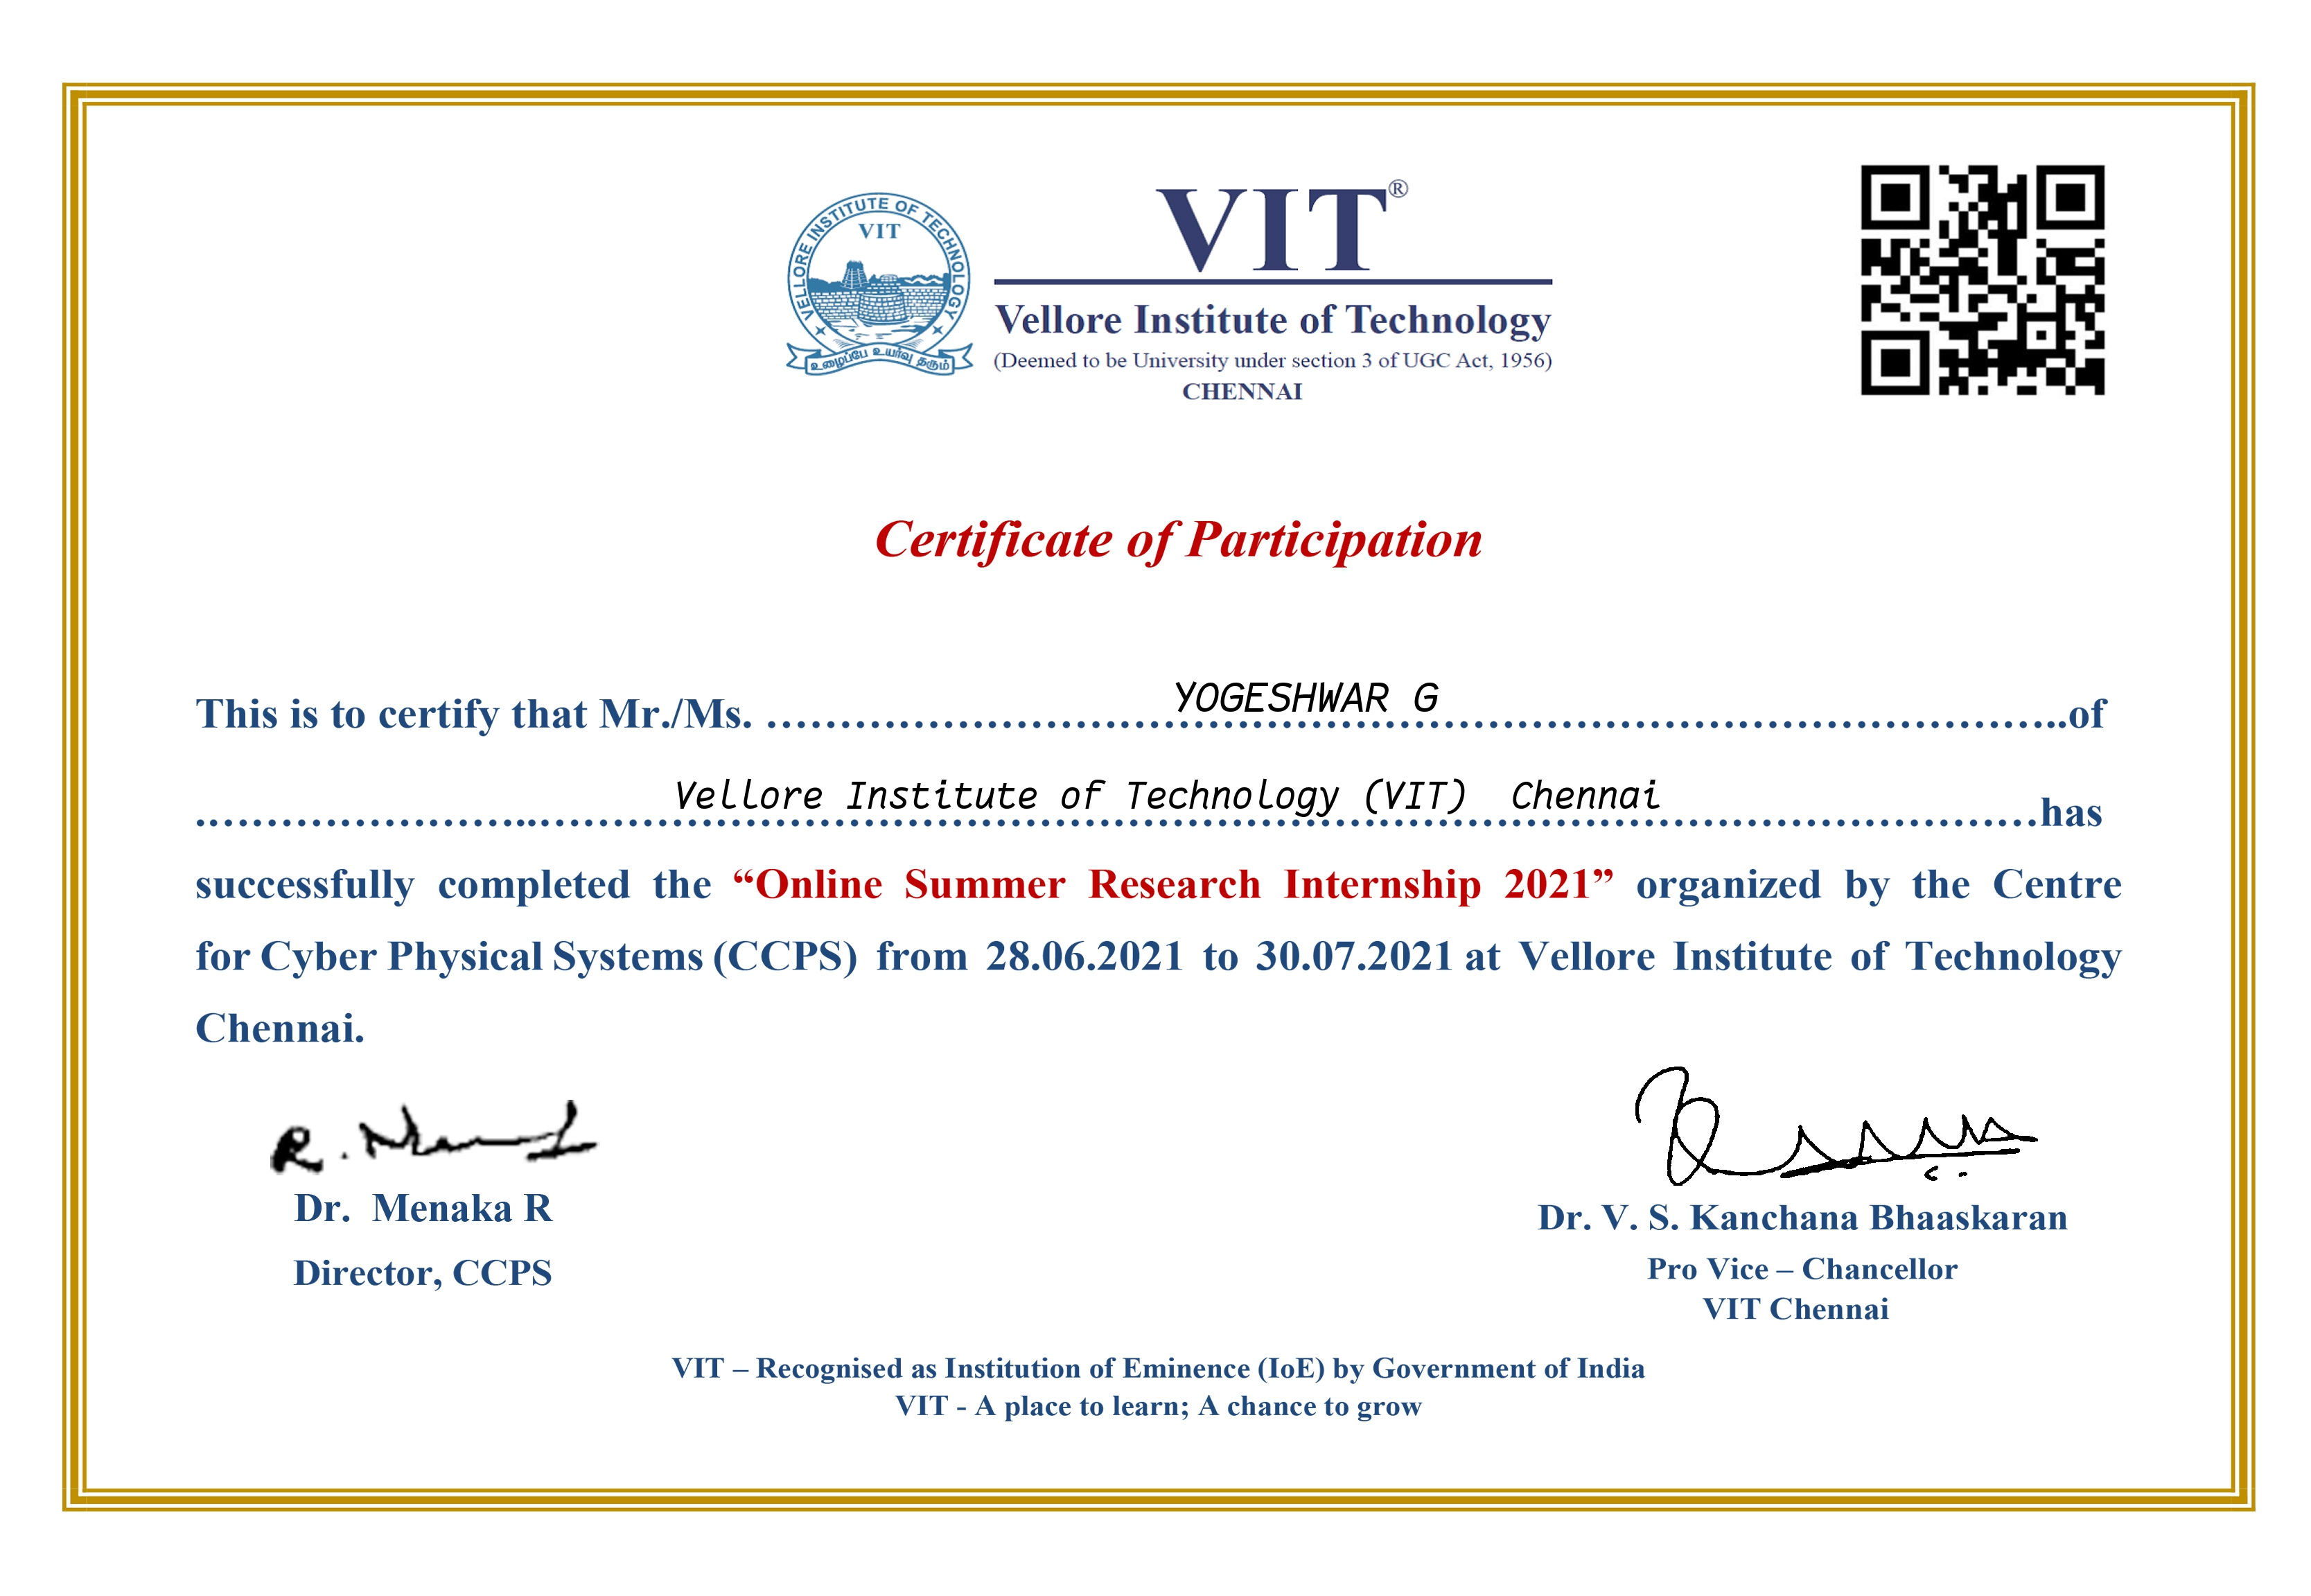 VELLORE INSTITUTE OF TECHNOLOGY
VIT
உழைப்பே உயர்வு தரும்
VIT®
Vellore Institute of Technology
(Deemed to be University under section 3 of UGC Act, 1956)
CHENNAI
Certificate of Participation
This is to certify that Mr./Ms. YOGESHWAR G of
Vellore Institute of Technology (VIT) Chennai has
successfully completed the “Online Summer Research Internship 2021” organized by the Centre
for Cyber Physical Systems (CCPS) from 28.06.2021 to 30.07.2021 at Vellore Institute of Technology
Chennai.
Dr. Menaka R
Director, CCPS
Dr. V. S. Kanchana Bhaaskaran
Pro Vice – Chancellor
VIT Chennai
VIT – Recognised as Institution of Eminence (IoE) by Government of India
VIT - A place to learn; A chance to grow